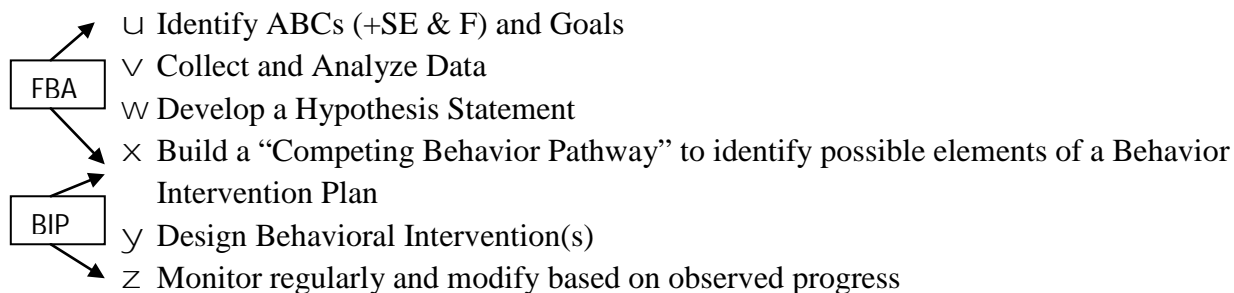 u Identify ABCs (+SE & F) and Goals
v Collect and Analyze Data
FBA
w Develop a Hypothesis Statement
x Build a “Competing Behavior Pathway” to identify possible elements of a Behavior
Intervention Plan
BIP
y Design Behavioral Intervention(s)
z Monitor regularly and modify based on observed progress